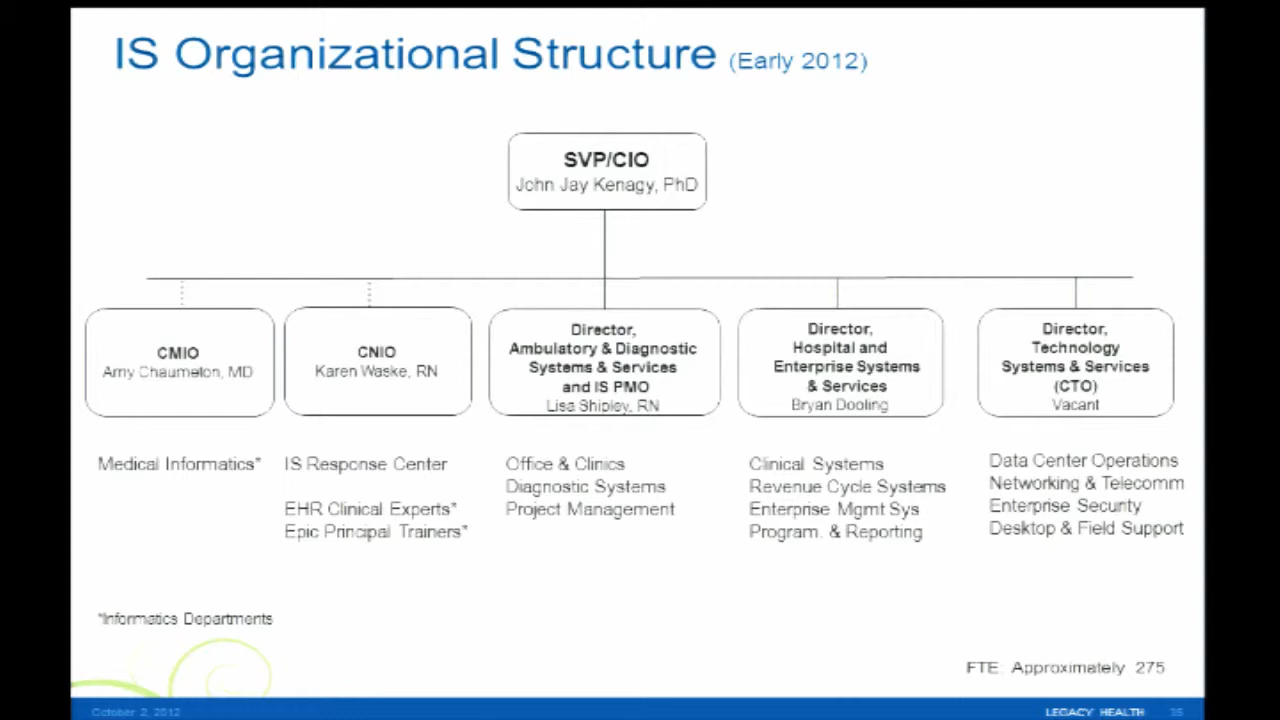 IS Organizational Structure (Early 2012)
SVP/CIO
John Jay Kenagy, PhD
CMIO
Amy Chaumeton, MD
CNIO
Karen Waske, RN
Director,
Ambulatory & Diagnostic
Systems & Services
and IS PMO
Lisa Shipley, RN
Director,
Hospital and
Enterprise Systems
& Services
Bryan Dooling
Director,
Technology
Systems & Services
(CTO)
Vacant
Medical Informatics*
IS Response Center
EHR Clinical Experts*
Epic Principal Trainers*
Office & Clinics
Diagnostic Systems
Project Management
Clinical Systems
Revenue Cycle Systems
Enterprise Mgmt Sys
Program. & Reporting
Data Center Operations
Networking & Telecomm
Enterprise Security
Desktop & Field Support
*Informatics Departments
FTE: Approximately 275
October 2, 2012
LEGACY HEALTH